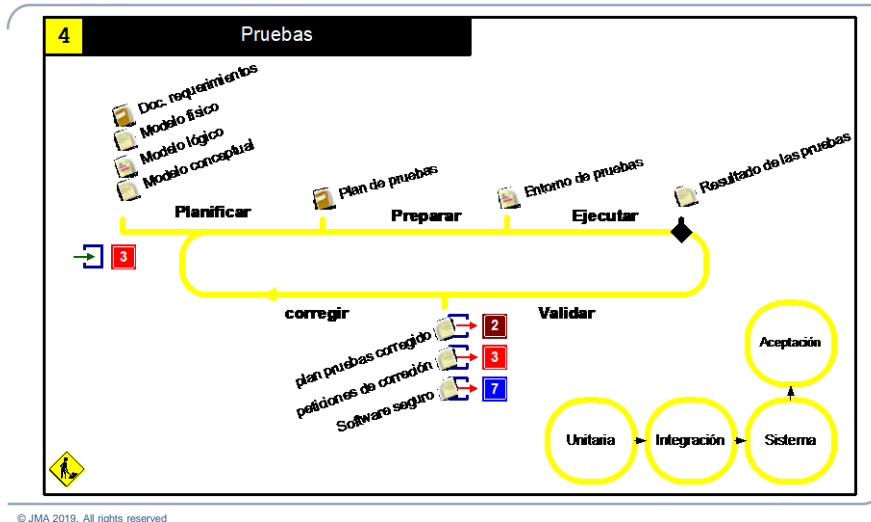 4
Pruebas
Doc. requerimientos
Modelo físico
Modelo lógico
Modelo conceptual
Plan de pruebas
Entorno de pruebas
Resultado de las pruebas
Planificar
Preparar
Ejecutar
3
corregir
Validar
plan pruebas corregido
2
peticiones de correción
3
Software seguro
7
Aceptación
Unitaria
Integración
Sistema
© JMA 2019. All rights reserved